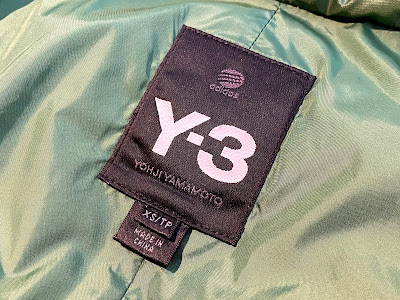 adidas
Y-3
YOHJI YAMAMOTO
XS/TP
MADE IN
CHINA